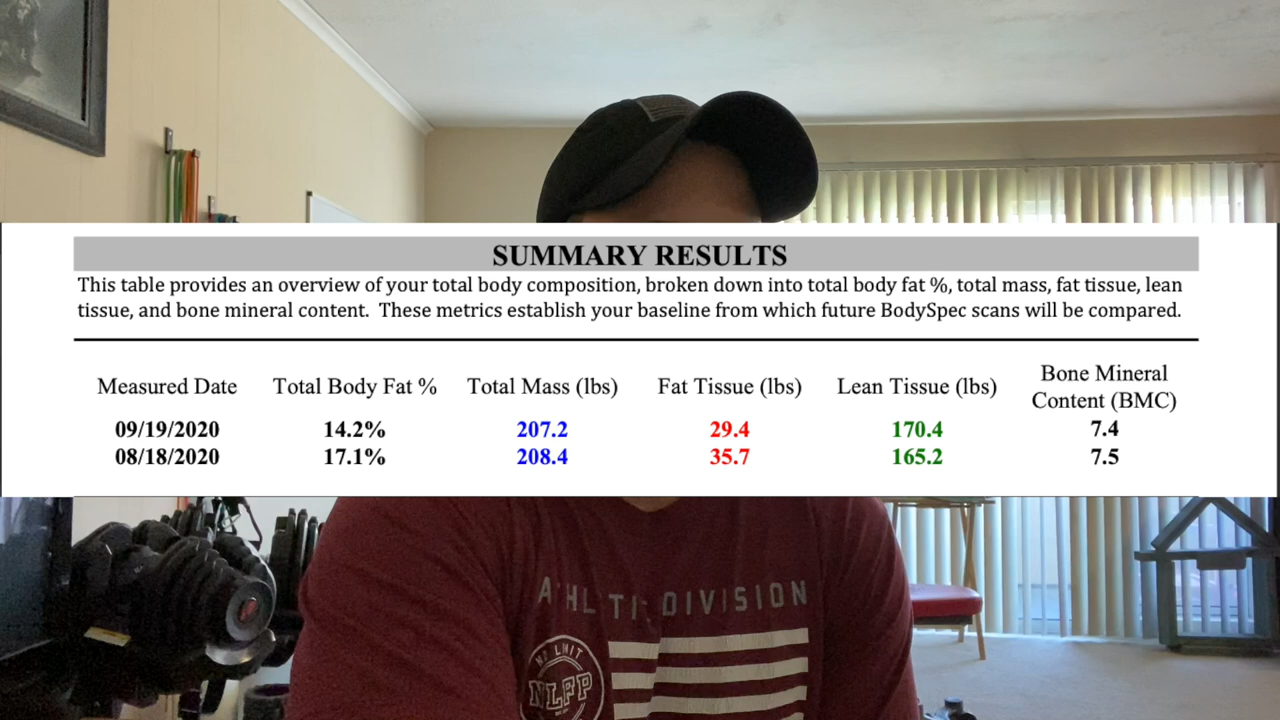 SUMMARY RESULTS
This table provides an overview of your total body composition, broken down into total body fat %, total mass, fat tissue, lean
tissue, and bone mineral content. These metrics establish your baseline from which future BodySpec scans will be compared.
Measured Date Total Body Fat % Total Mass (lbs) Fat Tissue (lbs) Lean Tissue (lbs) Bone Mineral
Content (BMC)
09/19/2020 14.2% 207.2 29.4 170.4 7.4
08/18/2020 17.1% 208.4 35.7 165.2 7.5
DIVISION
NLFP